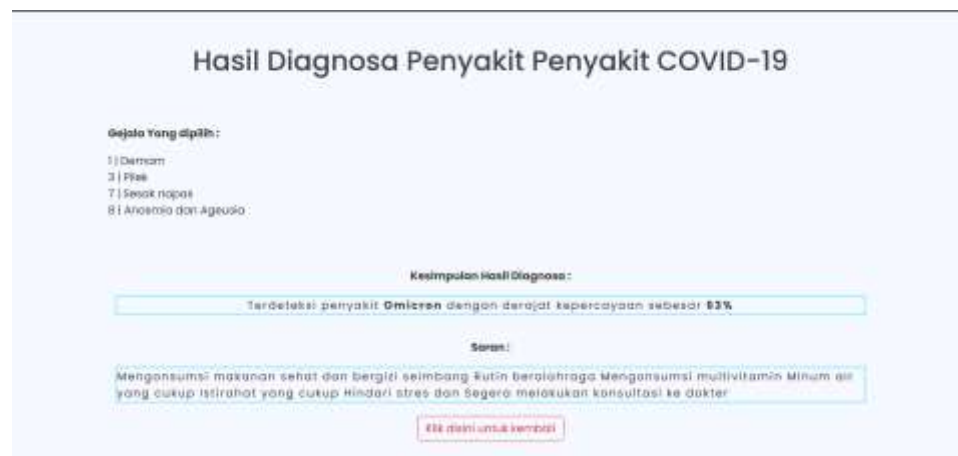 Hasil Diagnosa Penyakit Penyakit COVID-19
Gejala Yang dipilih :
1 | Demam
3 | Pilek
7 | Sesak napas
8 | Anosmia dan Ageusia
Kesimpulan Hasil Diagnosa :
Terdeteksi penyakit Omicron dengan derajat kepercayaan sebesar
Saran :
Mengonsumsi makanan sehat dan bergizi seimbang Rutin berolahraga Mengonsumsi multivitamin Minum air
yang cukup Istirahat yang cukup Hindari stres dan Segera melakukan konsultasi ke dokter
Klik disini untuk kembali